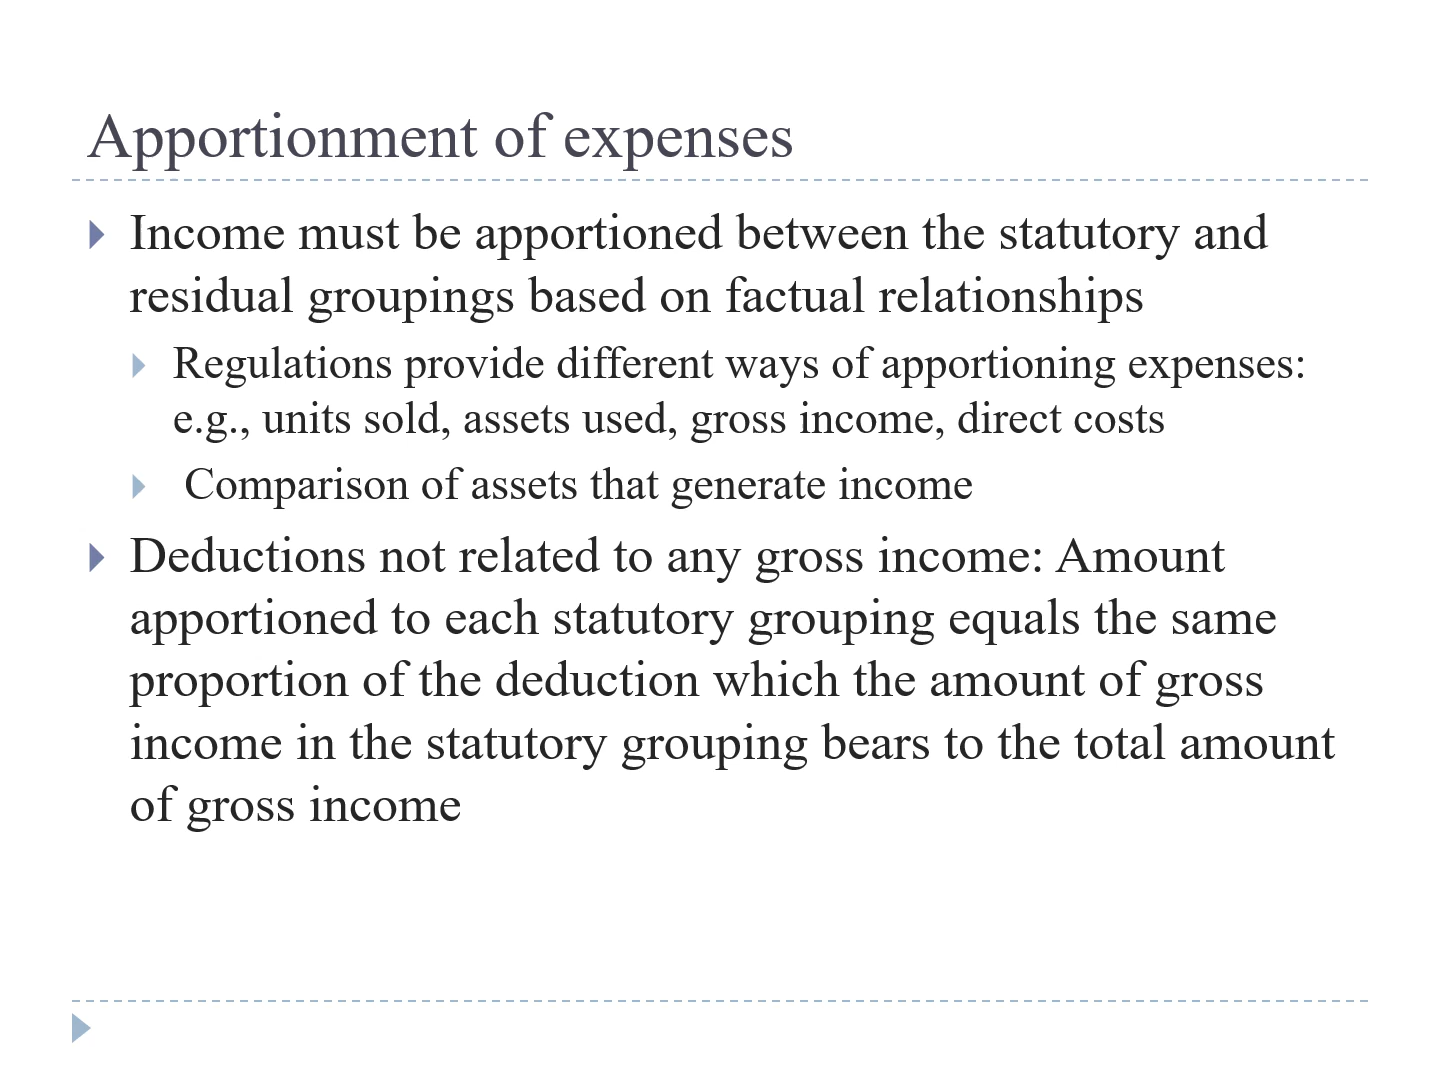 Apportionment of expenses
Income must be apportioned between the statutory and
residual groupings based on factual relationships
Regulations provide different ways of apportioning expenses:
e.g., units sold, assets used, gross income, direct costs
Comparison of assets that generate income
Deductions not related to any gross income: Amount
apportioned to each statutory grouping equals the same
proportion of the deduction which the amount of gross
income in the statutory grouping bears to the total amount
of gross income